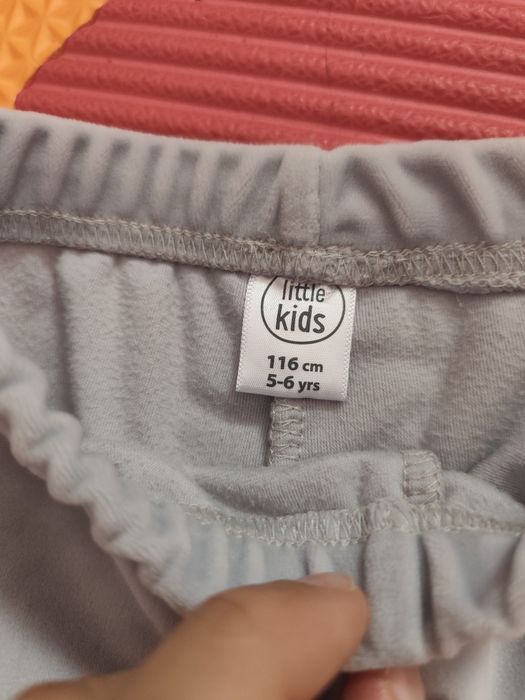 little
kids
116 cm
5-6 yrs